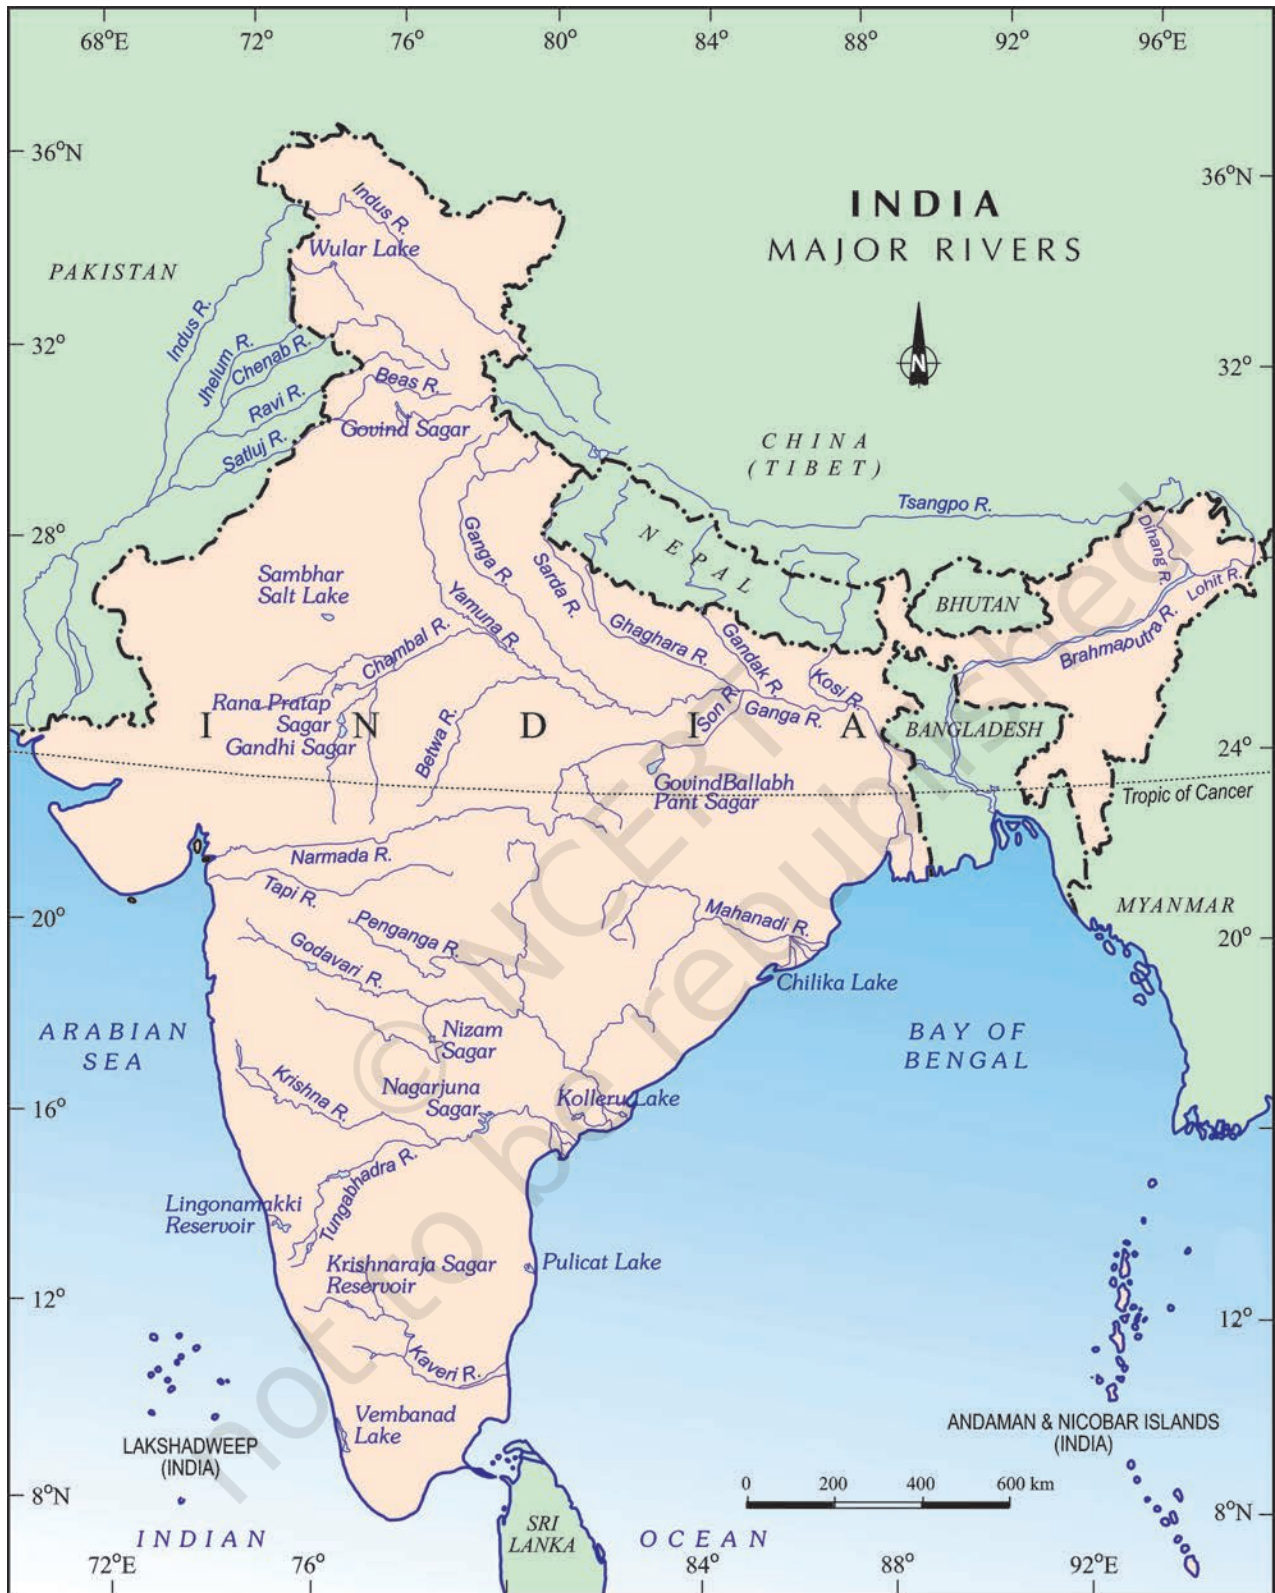 68°E 72° 76° 80° 84° 88° 92° 96°E
36°N
36°N
INDIA
MAJOR RIVERS
Indus R.
Wular Lake
PAKISTAN
N
Indus R.
32°
32°
Jhelum R.
Chenab R.
Beas R.
Ravi R.
Govind Sagar
Satluj R.
CHINA
(TIBET)
Tsangpo R.
28°
28°
NEPAL
Dihang R.
Lohit R.
Ganga R.
Sarda R.
Sambhar
Salt Lake
Yamuna R.
BHUTAN
Brahmaputra R.
Chambal R.
Ghaghara R.
Gandak R.
Kosi R.
Rana Pratap
Sagar
Gandhi Sagar
Betwa R.
Son R.
Ganga R.
I N D I A
BANGLADESH
24°
GovindBallabh
Pant Sagar
Tropic of Cancer
Narmada R.
Tapi R.
20°
Penganga R.
Mahanadi R.
MYANMAR
20°
Godavari R.
Chilika Lake
ARABIAN
SEA
Nizam
Sagar
BAY OF
BENGAL
Krishna R.
Nagarjuna
Sagar
Kolleru Lake
16°
Tungabhadra R.
Lingonamakki
Reservoir
Krishnaraja Sagar
Reservoir
Pulicat Lake
12°
12°
Kaveri R.
Vembanad
Lake
LAKSHADWEEP
(INDIA)
ANDAMAN & NICOBAR ISLANDS
(INDIA)
0 200 400 600 km
8°N
8°N
SRI
LANKA
INDIAN OCEAN
72°E 76° 84° 88° 92°E
© NCERT
not to be republished